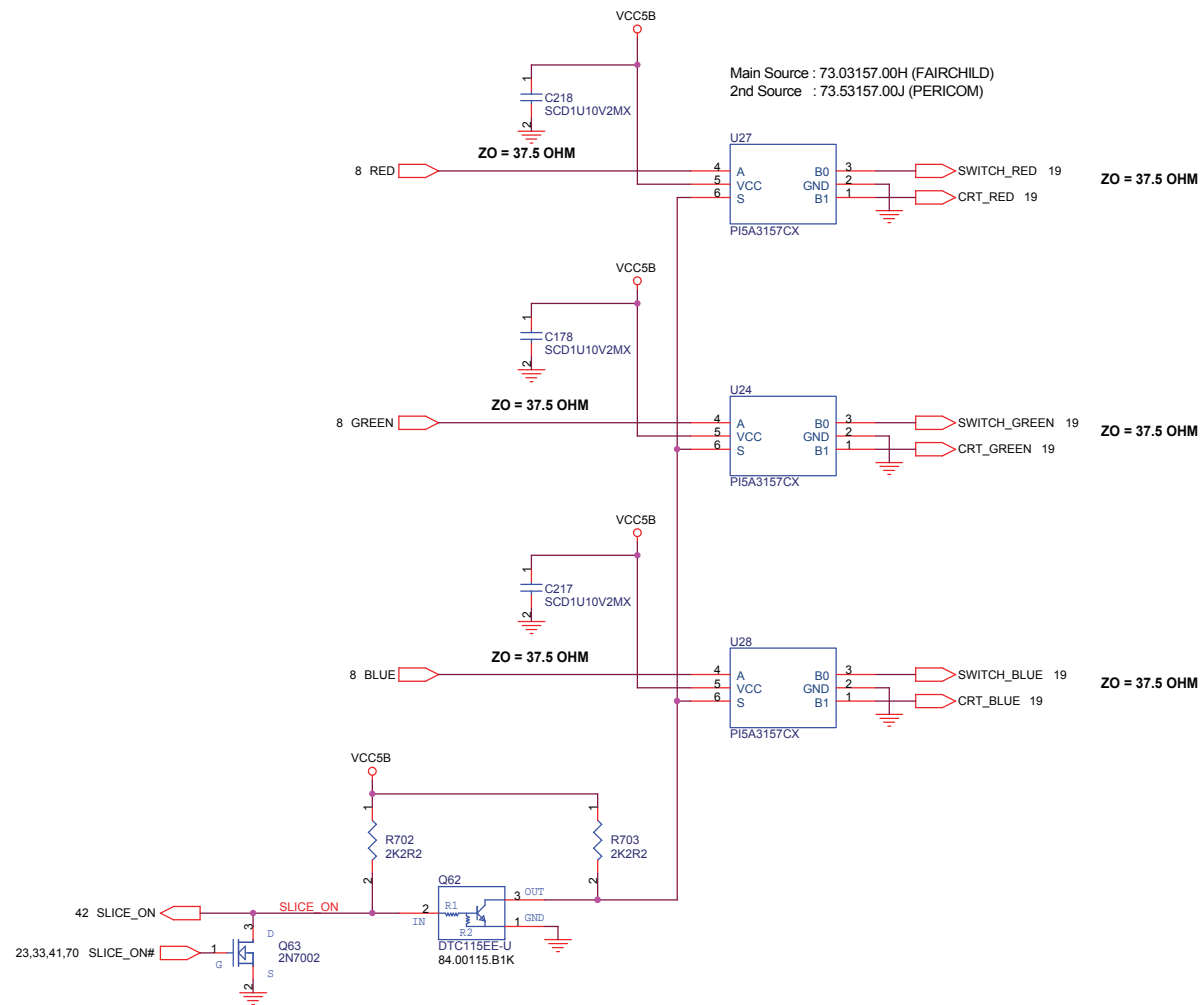 VCC5B
Main Source : 73.03157.00H (FAIRCHILD)
2nd Source : 73.53157.00J (PERICOM)
1
C218
SCD1U10V2MX
2
ZO = 37.5 OHM
U27
8 RED
4 A B0 3 SWITCH_RED 19
5 VCC GND 2
6 S B1 1 CRT_RED 19
ZO = 37.5 OHM
PI5A3157CX
VCC5B
1
C178
SCD1U10V2MX
2
ZO = 37.5 OHM
U24
8 GREEN
4 A B0 3 SWITCH_GREEN 19
5 VCC GND 2
6 S B1 1 CRT_GREEN 19
ZO = 37.5 OHM
PI5A3157CX
VCC5B
1
C217
SCD1U10V2MX
2
ZO = 37.5 OHM
U28
8 BLUE
4 A B0 3 SWITCH_BLUE 19
5 VCC GND 2
6 S B1 1 CRT_BLUE 19
ZO = 37.5 OHM
PI5A3157CX
VCC5B
1
R702
2K2R2
2
1
R703
2K2R2
2
Q62
42 SLICE_ON
SLICE_ON
2 IN
R1
R2
3 OUT
1 GND
DTC115EE-U
84.00115.B1K
23,33,41,70 SLICE_ON#
1 G
3 D
Q63
2N7002
S
2